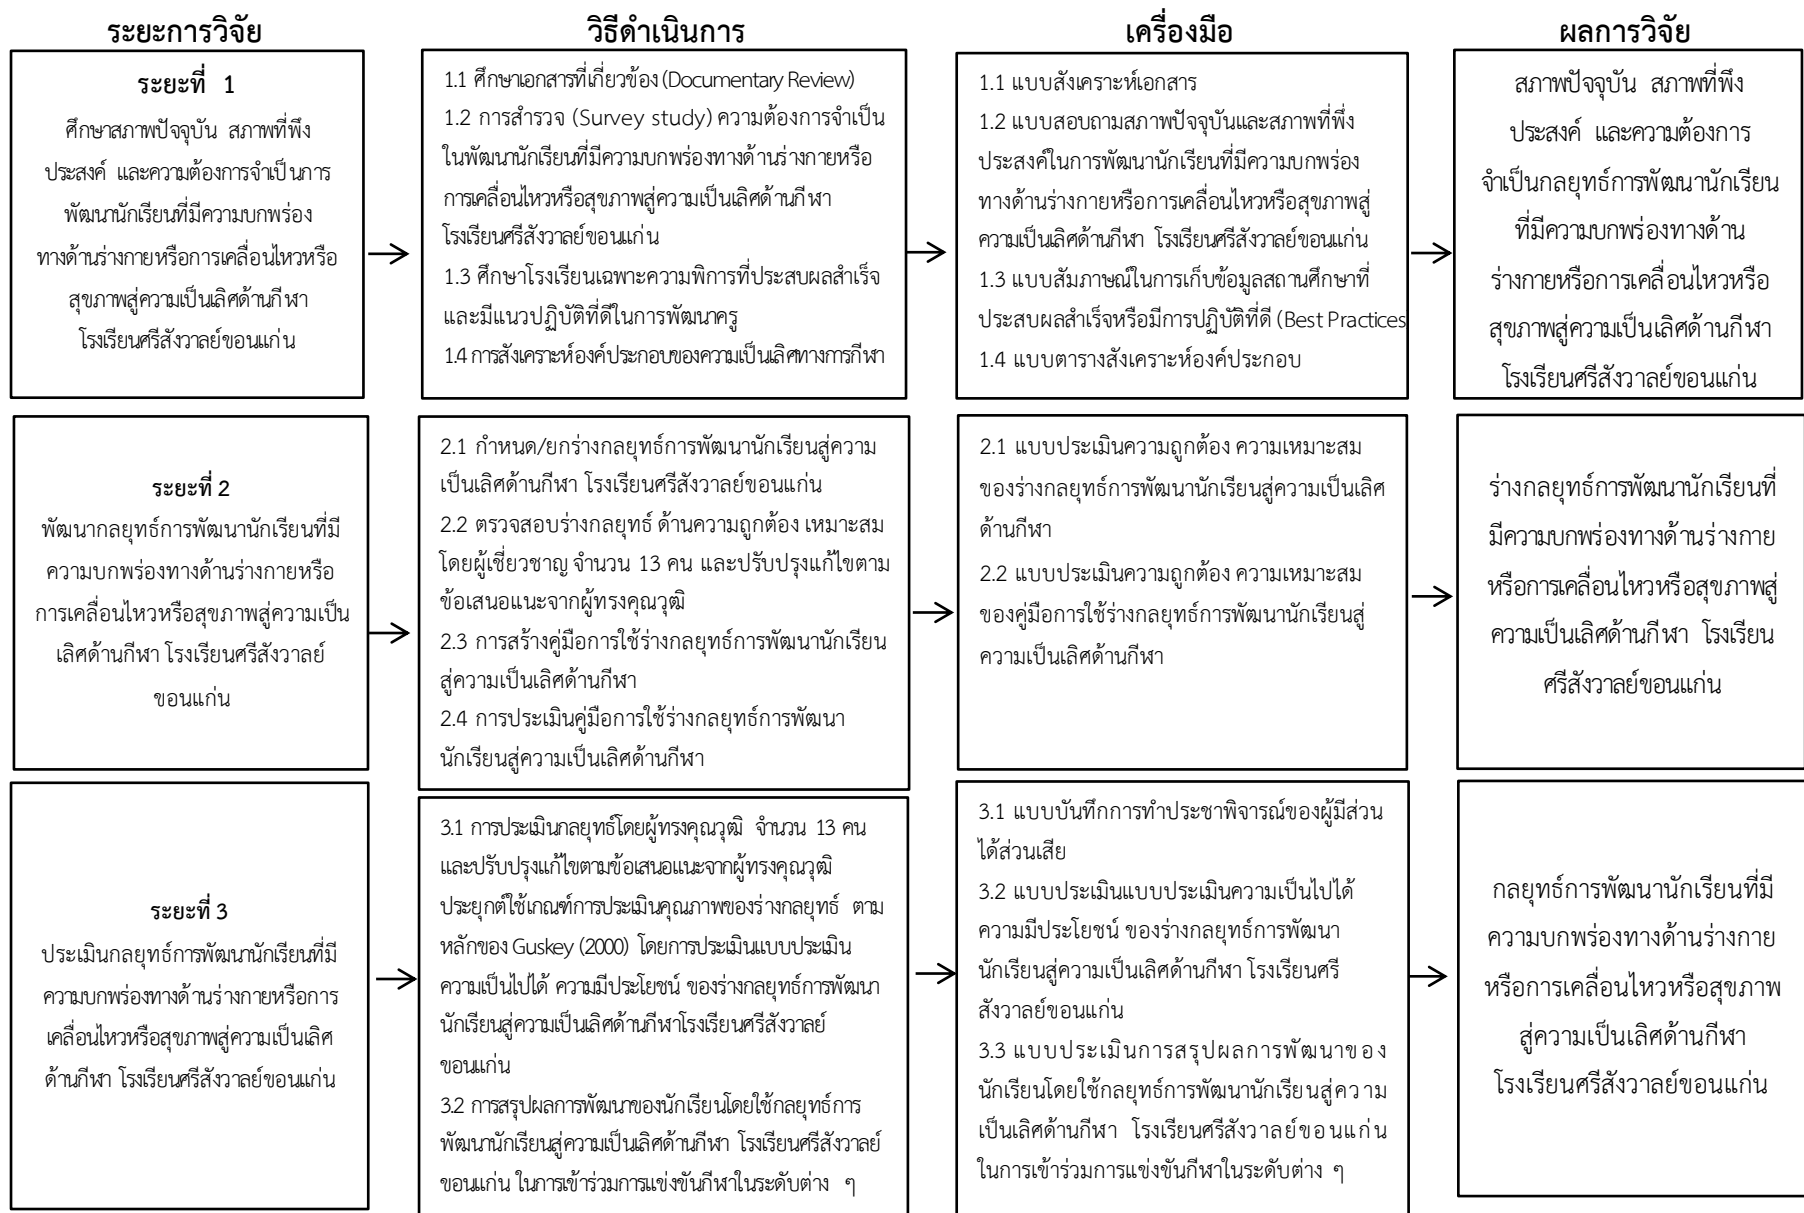 ระยะการวิจัย
วิธีดำเนินการ
เครื่องมือ
ผลการวิจัย
ระยะที่ 1
ศึกษาสภาพปัจจุบัน สภาพที่พึง
ประสงค์ และความต้องการจำเป็นการ
พัฒนานักเรียนที่มีความบกพร่อง
ทางด้านร่างกายหรือการเคลื่อนไหวหรือ
สุขภาพสู่ความเป็นเลิศด้านกีฬา
โรงเรียนศรีสังวาลย์ขอนแก่น
1.1 ศึกษาเอกสารที่เกี่ยวข้อง (Documentary Review)
1.2 การสำรวจ (Survey study) ความต้องการจำเป็น
ในพัฒนานักเรียนที่มีความบกพร่องทางด้านร่างกายหรือ
การเคลื่อนไหวหรือสุขภาพสู่ความเป็นเลิศด้านกีฬา
โรงเรียนศรีสังวาลย์ขอนแก่น
1.3 ศึกษาโรงเรียนเฉพาะความพิการที่ประสบผลสำเร็จ
และมีแนวปฏิบัติที่ดีในการพัฒนาครู
1.4 การสังเคราะห์องค์ประกอบของความเป็นเลิศทางการกีฬา
1.1 แบบสังเคราะห์เอกสาร
1.2 แบบสอบถามสภาพปัจจุบันและสภาพที่พึง
ประสงค์ในการพัฒนานักเรียนที่มีความบกพร่อง
ทางด้านร่างกายหรือการเคลื่อนไหวหรือสุขภาพสู่
ความเป็นเลิศด้านกีฬา โรงเรียนศรีสังวาลย์ขอนแก่น
1.3 แบบสัมภาษณ์ในการเก็บข้อมูลสถานศึกษาที่
ประสบผลสำเร็จหรือมีการปฏิบัติที่ดี (Best Practices
1.4 แบบตารางสังเคราะห์องค์ประกอบ
สภาพปัจจุบัน สภาพที่พึง
ประสงค์ และความต้องการ
จำเป็นกลยุทธ์การพัฒนานักเรียน
ที่มีความบกพร่องทางด้าน
ร่างกายหรือการเคลื่อนไหวหรือ
สุขภาพสู่ความเป็นเลิศด้านกีฬา
โรงเรียนศรีสังวาลย์ขอนแก่น
ระยะที่ 2
พัฒนากลยุทธ์การพัฒนานักเรียนที่มี
ความบกพร่องทางด้านร่างกายหรือ
การเคลื่อนไหวหรือสุขภาพสู่ความเป็น
เลิศด้านกีฬา โรงเรียนศรีสังวาลย์
ขอนแก่น
2.1 กำหนด/ยกร่างกลยุทธ์การพัฒนานักเรียนสู่ความ
เป็นเลิศด้านกีฬา โรงเรียนศรีสังวาลย์ขอนแก่น
2.2 ตรวจสอบร่างกลยุทธ์ ด้านความถูกต้อง เหมาะสม
โดยผู้เชี่ยวชาญ จำนวน 13 คน และปรับปรุงแก้ไขตาม
ข้อเสนอแนะจากผู้ทรงคุณวุฒิ
2.3 การสร้างคู่มือการใช้ร่างกลยุทธ์การพัฒนานักเรียน
สู่ความเป็นเลิศด้านกีฬา
2.4 การประเมินคู่มือการใช้ร่างกลยุทธ์การพัฒนา
นักเรียนสู่ความเป็นเลิศด้านกีฬา
2.1 แบบประเมินความถูกต้อง ความเหมาะสม
ของร่างกลยุทธ์การพัฒนานักเรียนสู่ความเป็นเลิศ
ด้านกีฬา
2.2 แบบประเมินความถูกต้อง ความเหมาะสม
ของคู่มือการใช้ร่างกลยุทธ์การพัฒนานักเรียนสู่
ความเป็นเลิศด้านกีฬา
ร่างกลยุทธ์การพัฒนานักเรียนที่
มีความบกพร่องทางด้านร่างกาย
หรือการเคลื่อนไหวหรือสุขภาพสู่
ความเป็นเลิศด้านกีฬา โรงเรียน
ศรีสังวาลย์ขอนแก่น
ระยะที่ 3
ประเมินกลยุทธ์การพัฒนานักเรียนที่มี
ความบกพร่องทางด้านร่างกายหรือการ
เคลื่อนไหวหรือสุขภาพสู่ความเป็นเลิศ
ด้านกีฬา โรงเรียนศรีสังวาลย์ขอนแก่น
3.1 การประเมินกลยุทธ์โดยผู้ทรงคุณวุฒิ จำนวน 13 คน
และปรับปรุงแก้ไขตามข้อเสนอแนะจากผู้ทรงคุณวุฒิ
ประยุกต์ใช้เกณฑ์การประเมินคุณภาพของร่างกลยุทธ์ ตาม
หลักของ Guskey (2000) โดยการประเมินแบบประเมิน
ความเป็นไปได้ ความมีประโยชน์ ของร่างกลยุทธ์การพัฒนา
นักเรียนสู่ความเป็นเลิศด้านกีฬาโรงเรียนศรีสังวาลย์
ขอนแก่น
3.2 การสรุปผลการพัฒนาของนักเรียนโดยใช้กลยุทธ์การ
พัฒนานักเรียนสู่ความเป็นเลิศด้านกีฬา โรงเรียนศรีสังวาลย์
ขอนแก่น ในการเข้าร่วมการแข่งขันกีฬาในระดับต่าง ๆ
3.1 แบบบันทึกการทำประชาพิจารณ์ของผู้มีส่วน
ได้ส่วนเสีย
3.2 แบบประเมินแบบประเมินความเป็นไปได้
ความมีประโยชน์ ของร่างกลยุทธ์การพัฒนา
นักเรียนสู่ความเป็นเลิศด้านกีฬา โรงเรียนศรี
สังวาลย์ขอนแก่น
3.3 แบบประเมินการสรุปผลการพัฒนาของ
นักเรียนโดยใช้กลยุทธ์การพัฒนานักเรียนสู่ความ
เป็นเลิศด้านกีฬา โรงเรียนศรีสังวาลย์ขอนแก่น
ในการเข้าร่วมการแข่งขันกีฬาในระดับต่าง ๆ
กลยุทธ์การพัฒนานักเรียนที่มี
ความบกพร่องทางด้านร่างกาย
หรือการเคลื่อนไหวหรือสุขภาพ
สู่ความเป็นเลิศด้านกีฬา
โรงเรียนศรีสังวาลย์ขอนแก่น